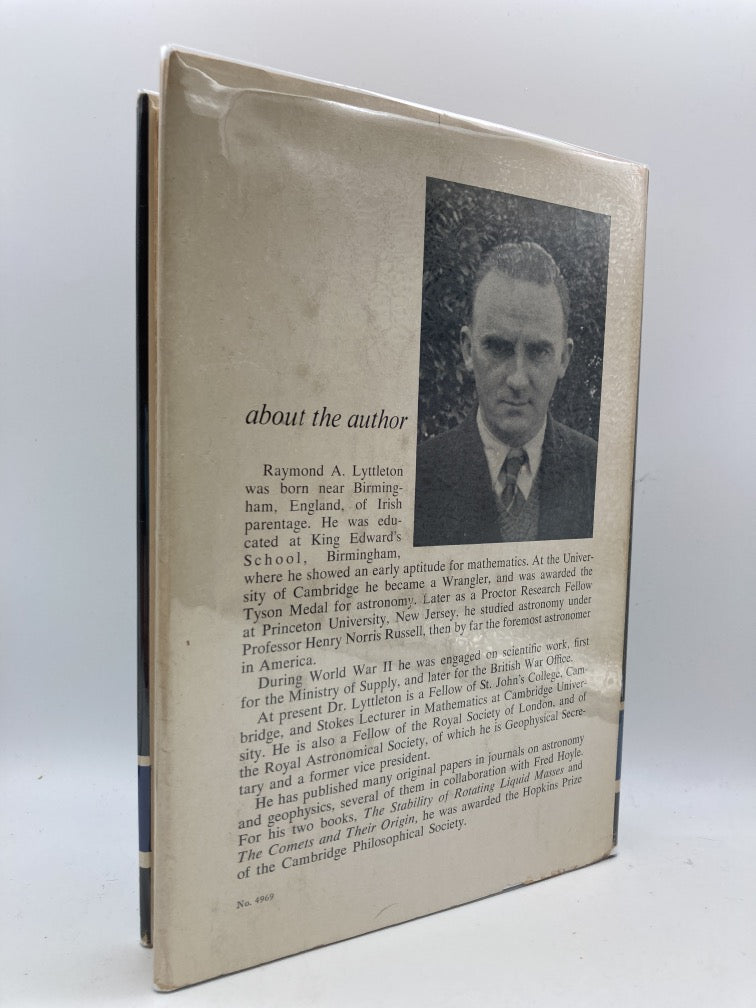 about the author
Raymond A. Lyttleton
was born near Birming-
ham, England, of Irish
parentage. He was edu-
cated at King Edward's
School, Birmingham,
where he showed an early aptitude for mathematics. At the Univer-
sity of Cambridge he became a Wrangler, and was awarded the
Tyson Medal for astronomy. Later as a Proctor Research Fellow
at Princeton University, New Jersey, he studied astronomy under
Professor Henry Norris Russell, then by far the foremost astronomer
in America.
During World War II he was engaged on scientific work, first
for the Ministry of Supply, and later for the British War Office.
At present Dr. Lyttleton is a Fellow of St. John's College, Cam-
bridge, and Stokes Lecturer in Mathematics at Cambridge Univer-
sity. He is also a Fellow of the Royal Society of London, and of
the Royal Astronomical Society, of which he is Geophysical Secre-
tary and a former vice president.
He has published many original papers in journals on astronomy
and geophysics, several of them in collaboration with Fred Hoyle.
For his two books, The Stability of Rotating Liquid Masses and
The Comets and Their Origin, he was awarded the Hopkins Prize
of the Cambridge Philosophical Society.
No. 4969